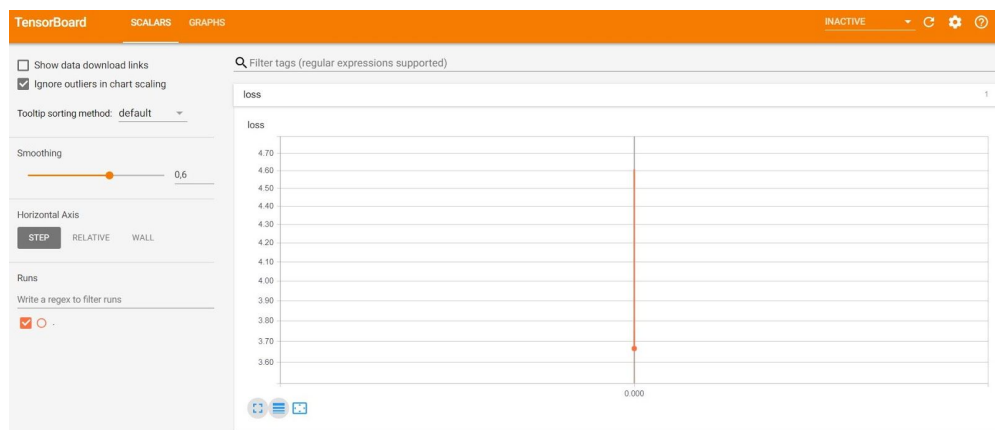 TensorBoard SCALARS GRAPHS INACTIVE
Show data download links
Ignore outliers in chart scaling
Tooltip sorting method: default
Smoothing
0,6
Horizontal Axis
STEP RELATIVE WALL
Runs
Write a regex to filter runs
.
Filter tags (regular expressions supported)
loss 1
loss
4.70
4.60
4.50
4.40
4.30
4.20
4.10
4.00
3.90
3.80
3.70
3.60
0.000